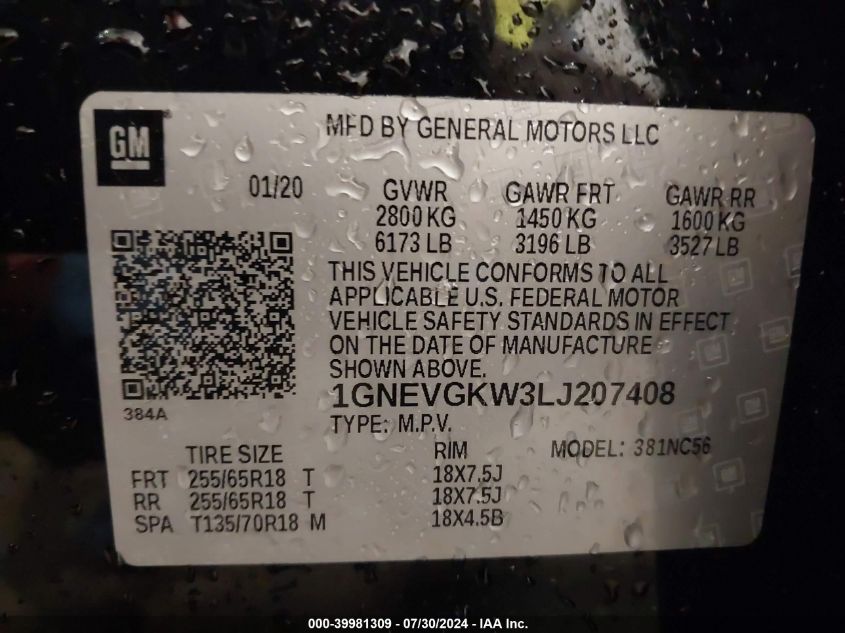 GM
MFD BY GENERAL MOTORS LLC
01/20 GVWR GAWR FRT GAWR RR
2800 KG 1450 KG 1600 KG
6173 LB 3196 LB 3527 LB
THIS VEHICLE CONFORMS TO ALL
APPLICABLE U.S. FEDERAL MOTOR
VEHICLE SAFETY STANDARDS IN EFFECT
ON THE DATE OF MANUFACTURE
SHOWN ABOVE.
1GNEVGKW3LJ207408
384A
TYPE: M.P.V.
TIRE SIZE RIM MODEL: 381NC56
FRT 255/65R18 T 18X7.5J
RR 255/65R18 T 18X7.5J
SPA T135/70R18 M 18X4.5B
000-39981309 - 07/30/2024 - IAA Inc.